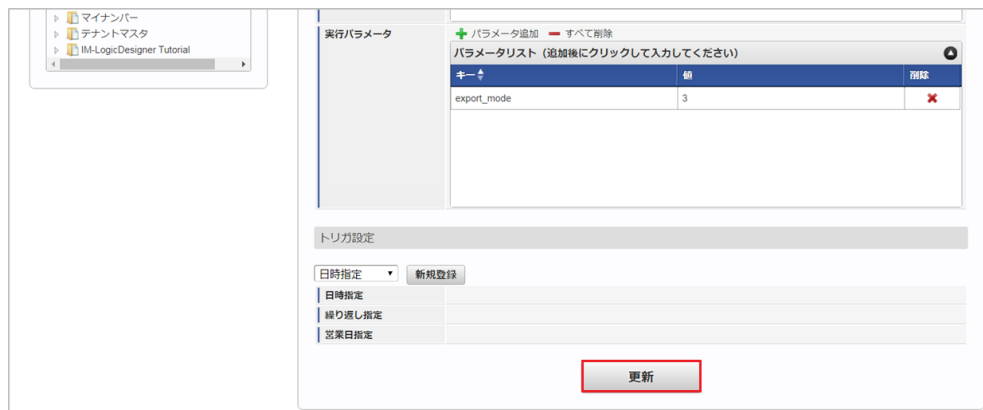 マイナンバー
テナントマスタ
IM-LogicDesigner Tutorial
実行パラメータ
パラメータ追加 すべて削除
パラメータリスト（追加後にクリックして入力してください）
キー 値 削除
export_mode 3
トリガ設定
日時指定 新規登録
日時指定
繰り返し指定
営業日指定
更新